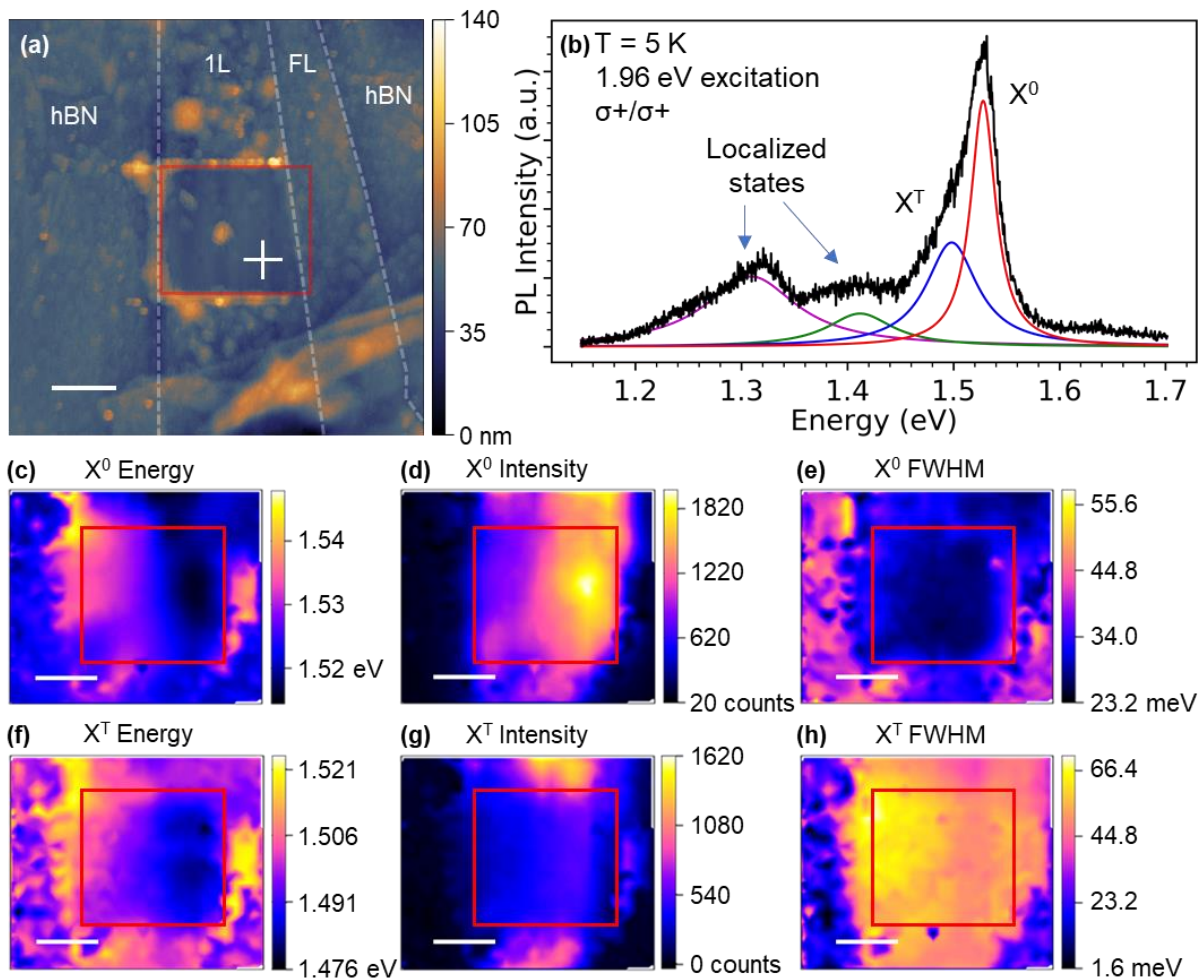 (a)
1L
FL
hBN
hBN
140
105
70
35
0 nm
(b)
T = 5 K
1.96 eV excitation
σ+/σ+
Localized
states
X^T
X^0
PL Intensity (a.u.)
1.2 1.3 1.4 1.5 1.6 1.7
Energy (eV)
(c) X^0 Energy
1.54
1.53
1.52 eV
(d) X^0 Intensity
1820
1220
620
20 counts
(e) X^0 FWHM
55.6
44.8
34.0
23.2 meV
(f) X^T Energy
1.521
1.506
1.491
1.476 eV
(g) X^T Intensity
1620
1080
540
0 counts
(h) X^T FWHM
66.4
44.8
23.2
1.6 meV